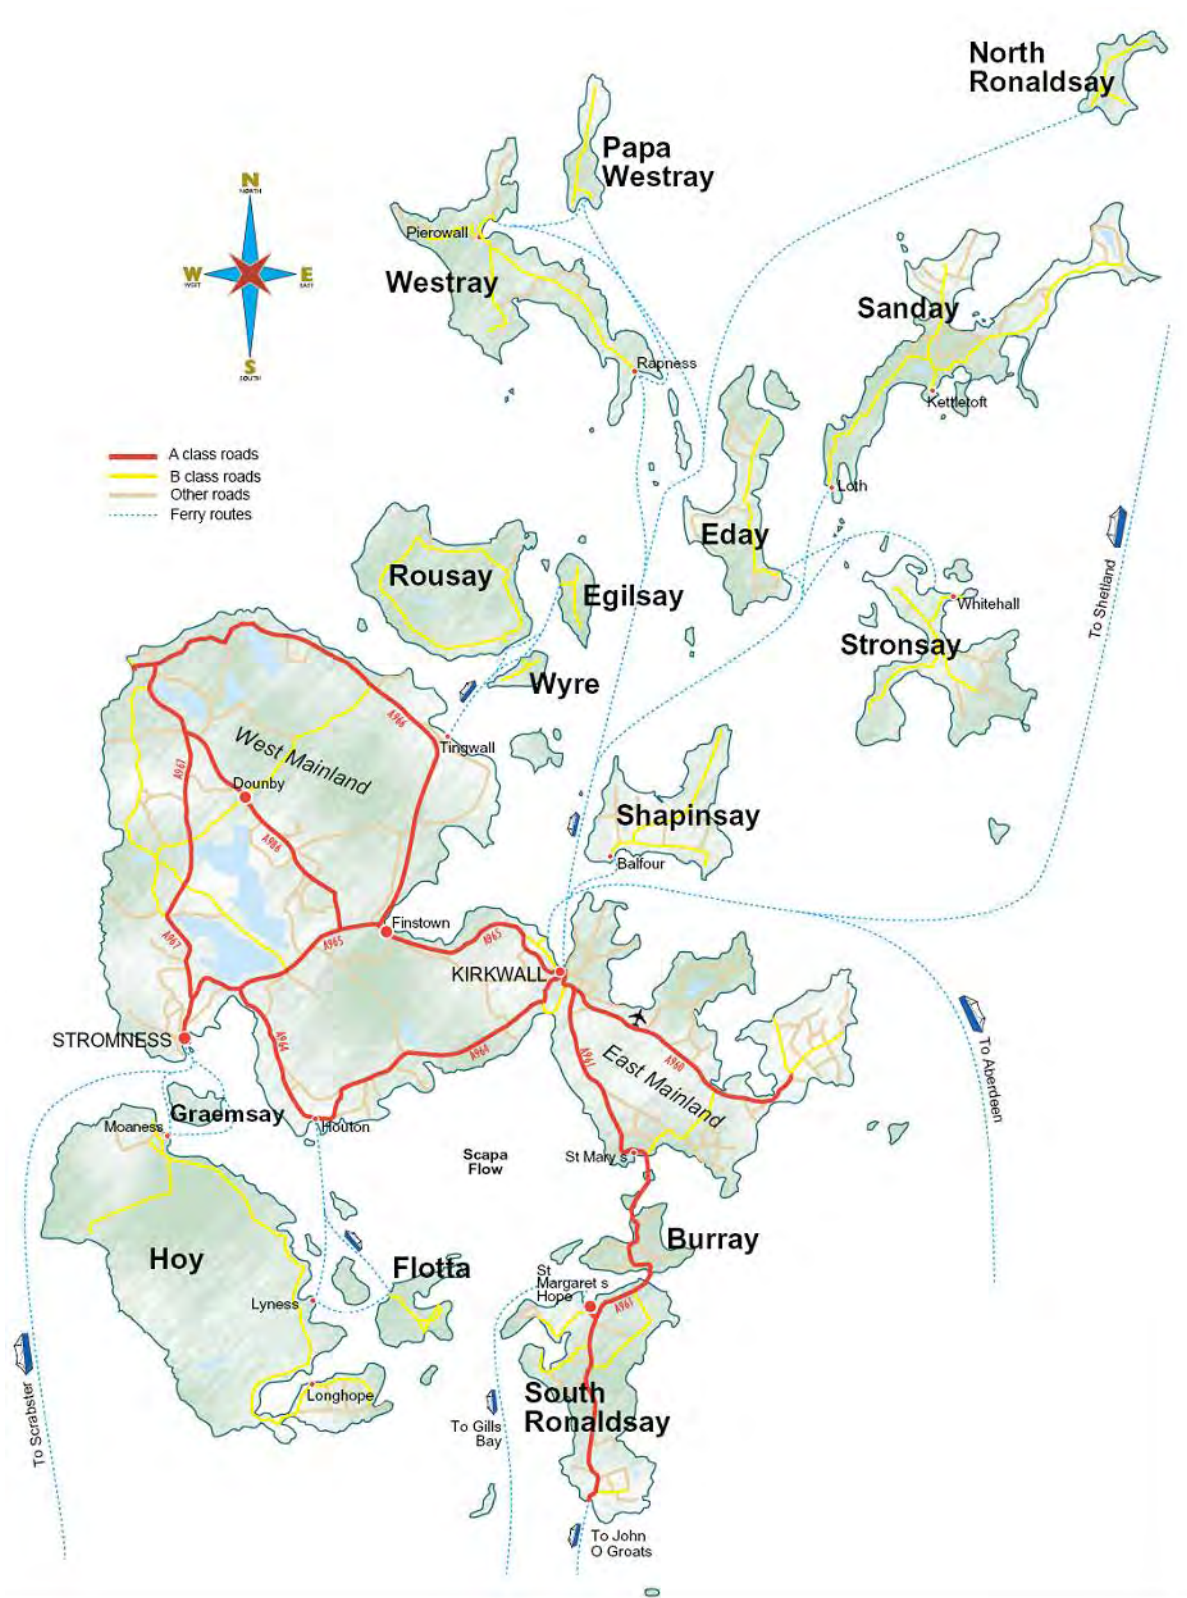 North
Ronaldsay
Papa
Westray
N
NORTH
W
WEST
E
EAST
S
SOUTH
Pierowall
Westray
Sanday
Rapness
Kettletoft
A class roads
B class roads
Other roads
Ferry routes
Loth
Eday
To Shetland
Rousay
Egilsay
Whitehall
Stronsay
Wyre
A966
Tingwall
West Mainland
A967
Dounby
A986
Shapinsay
Balfour
Finstown
A965
A965
A967
KIRKWALL
STROMNESS
A964
A964
A961
A960
East Mainland
To Aberdeen
Graemsay
Moaness
Houton
Scapa
Flow
St Mary s
Burray
Hoy
Flotta
St
Margaret s
Hope
Lyness
A961
Longhope
South
Ronaldsay
To Scrabster
To Gills
Bay
To John
O Groats